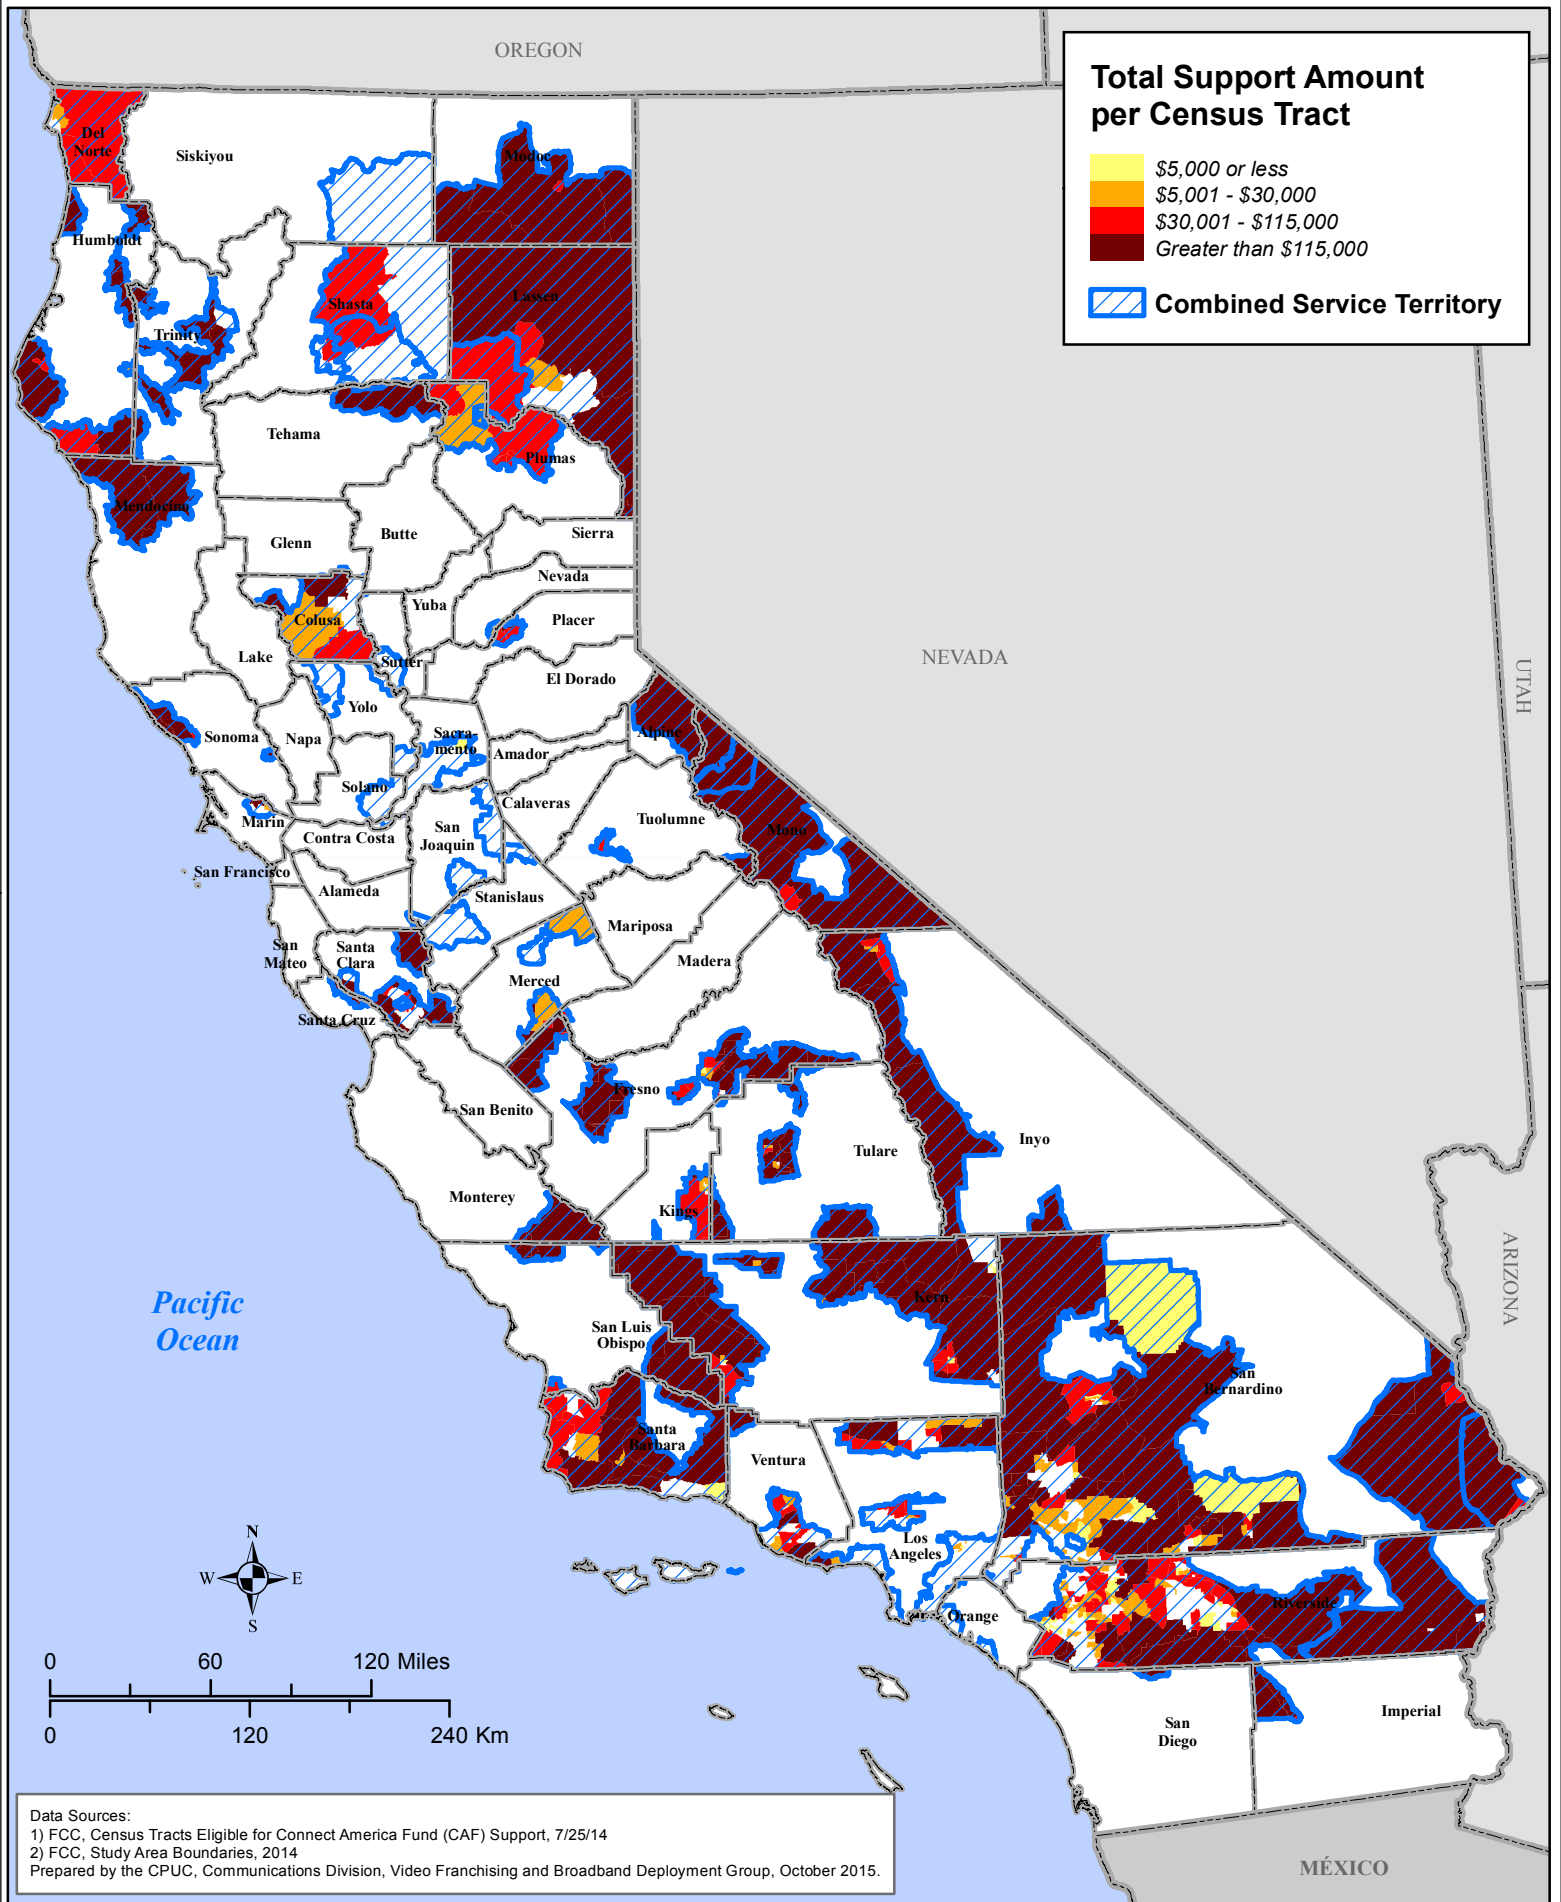 OREGON
Total Support Amount
per Census Tract
$5,000 or less
$5,001 - $30,000
$30,001 - $115,000
Greater than $115,000
Combined Service Territory
Del
Norte
Siskiyou
Modoc
Humboldt
Shasta
Lassen
Trinity
Tehama
Plumas
Mendocino
Butte
Glenn
Sierra
Nevada
Yuba
Colusa
Placer
Lake
Sutter
NEVADA
UTAH
El Dorado
Yolo
Sonoma
Napa
Sacra-
mento
Alpine
Amador
Solano
Calaveras
Marin
Contra Costa
San
Joaquin
Tuolumne
Mono
San Francisco
Alameda
Stanislaus
Mariposa
San
Mateo
Santa
Clara
Madera
Merced
Santa Cruz
Fresno
San Benito
Tulare
Inyo
Monterey
Kings
ARIZONA
Pacific
Ocean
Kern
San Luis
Obispo
San
Bernardino
Santa
Barbara
Ventura
Los
Angeles
Orange
Riverside
N
W
E
S
0
60
120 Miles
0
120
240 Km
San
Diego
Imperial
MÉXICO
Data Sources:
1) FCC, Census Tracts Eligible for Connect America Fund (CAF) Support, 7/25/14
2) FCC, Study Area Boundaries, 2014
Prepared by the CPUC, Communications Division, Video Franchising and Broadband Deployment Group, October 2015.